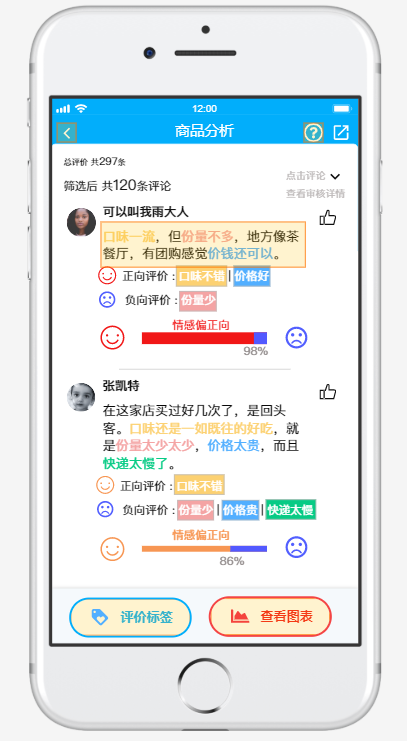 12:00
商品分析
总评价 共297条
点击评论
筛选后 共120条评论
查看审核详情
可以叫我雨大人
口味一流，但份量不多，地方像茶
餐厅，有团购感觉价钱还可以。
正向评价 : 口味不错 | 价格好
负向评价 : 份量少
情感偏正向
98%
张凯特
在这家店买过好几次了，是回头
客。口味还是一如既往的好吃，就
是份量太少太少，价格太贵，而且
快递太慢了。
正向评价 : 口味不错
负向评价 : 份量少 | 价格贵 | 快递太慢
情感偏正向
86%
评价标签
查看图表